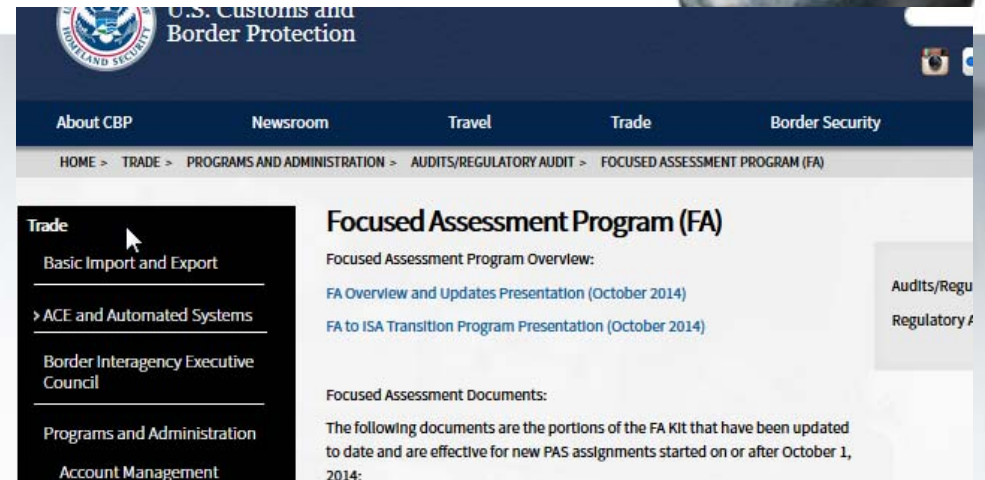 U.S. Customs and
Border Protection
HOMELAND SECURITY
About CBP Newsroom Travel Trade Border Security
HOME > TRADE > PROGRAMS AND ADMINISTRATION > AUDITS/REGULATORY AUDIT > FOCUSED ASSESSMENT PROGRAM (FA)
Trade
Basic Import and Export
> ACE and Automated Systems
Border Interagency Executive
Council
Programs and Administration
Account Management
Focused Assessment Program (FA)
Focused Assessment Program Overview:
FA Overview and Updates Presentation (October 2014)
FA to ISA Transition Program Presentation (October 2014)
Focused Assessment Documents:
The following documents are the portions of the FA Kit that have been updated
to date and are effective for new PAS assignments started on or after October 1,
2014:
Audits/Regu
Regulatory A